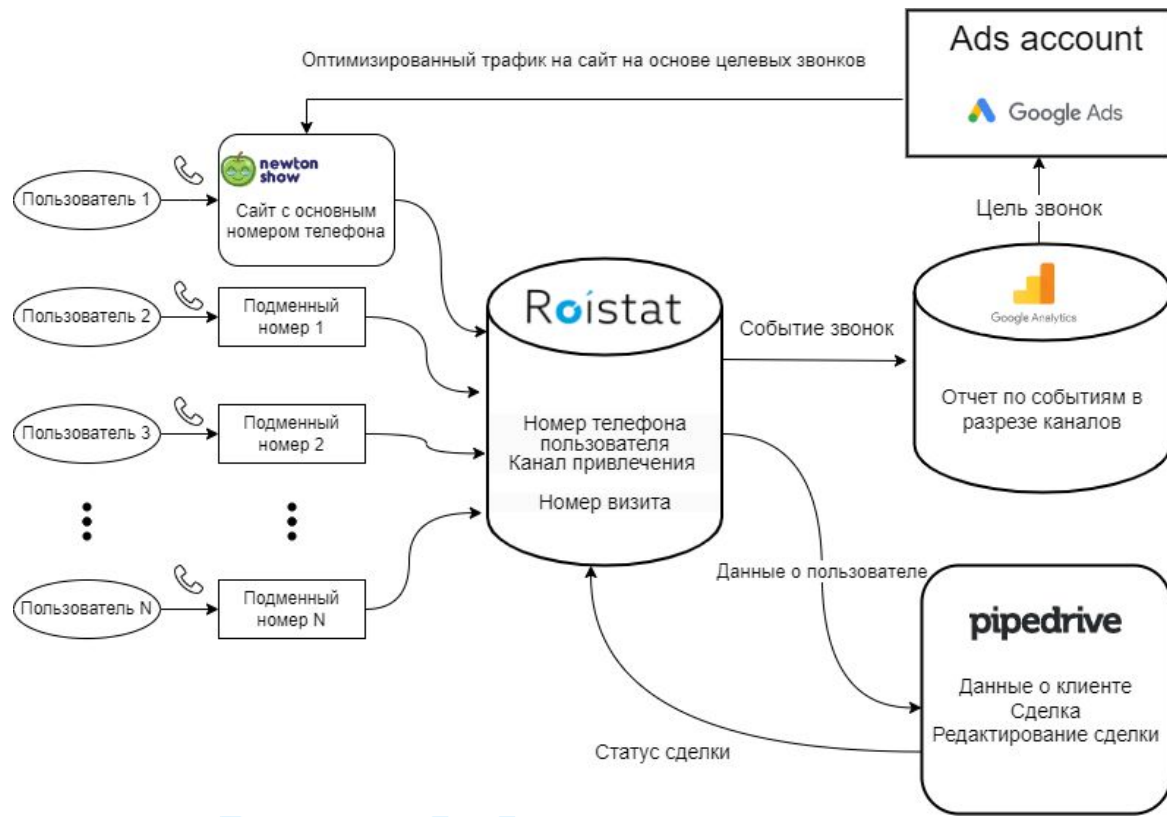 Ads account
Google Ads
Оптимизированный трафик на сайт на основе целевых звонков
newton
show
Пользователь 1
Сайт с основным
номером телефона
Цель звонок
Пользователь 2
Подменный
номер 1
Roistat
Событие звонок
Google Analytics
Отчет по событиям в
разрезе каналов
Пользователь 3
Подменный
номер 2
Номер телефона
пользователя
Канал привлечения
Номер визита
Пользователь N
Подменный
номер N
Данные о пользователе
pipedrive
Данные о клиенте
Сделка
Редактирование сделки
Статус сделки